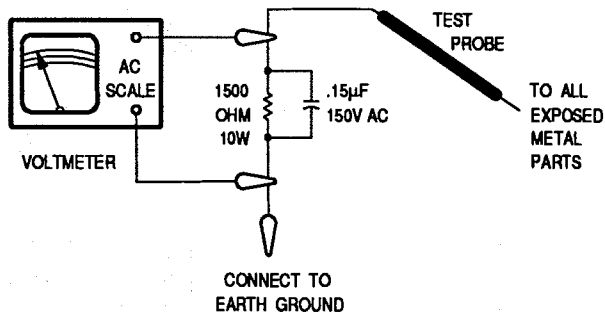 TEST
PROBE
AC
SCALE
1500
OHM
10W
.15µF
150V AC
TO ALL
EXPOSED
METAL
PARTS
VOLTMETER
CONNECT TO
EARTH GROUND